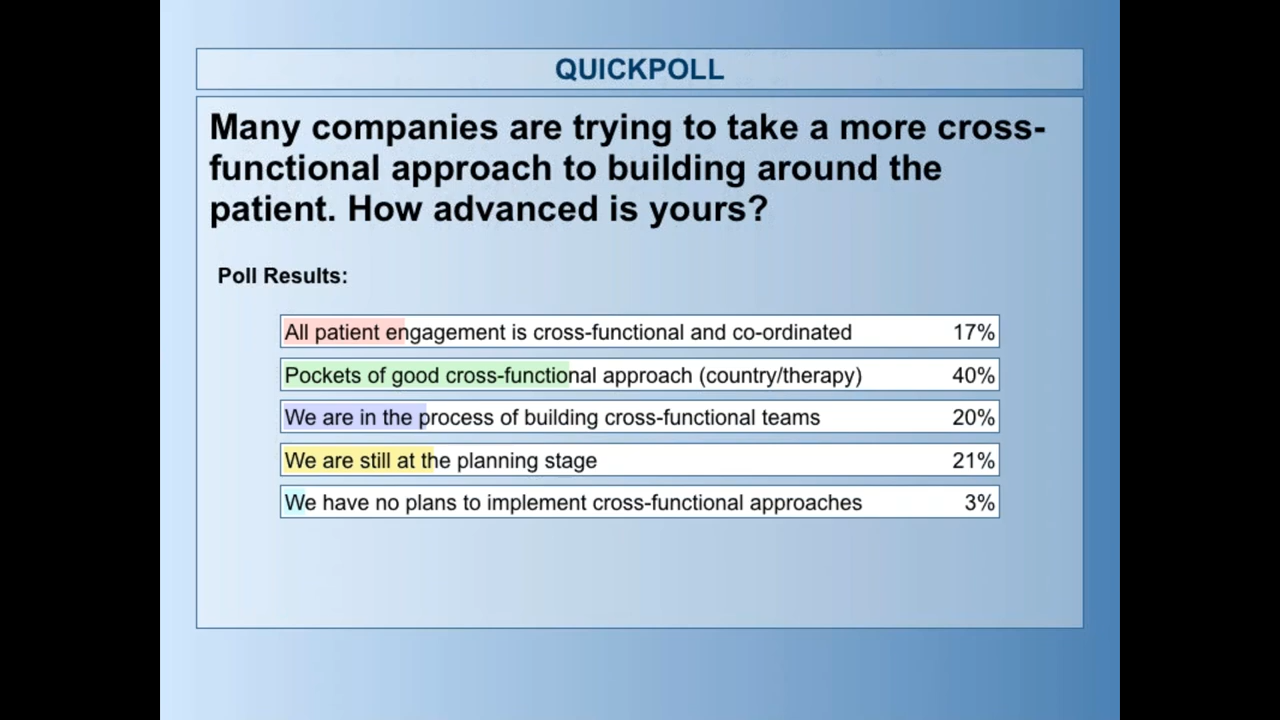 QUICKPOLL
Many companies are trying to take a more cross-
functional approach to building around the
patient. How advanced is yours?
Poll Results:
All patient engagement is cross-functional and co-ordinated 17%
Pockets of good cross-functional approach (country/therapy) 40%
We are in the process of building cross-functional teams 20%
We are still at the planning stage 21%
We have no plans to implement cross-functional approaches 3%